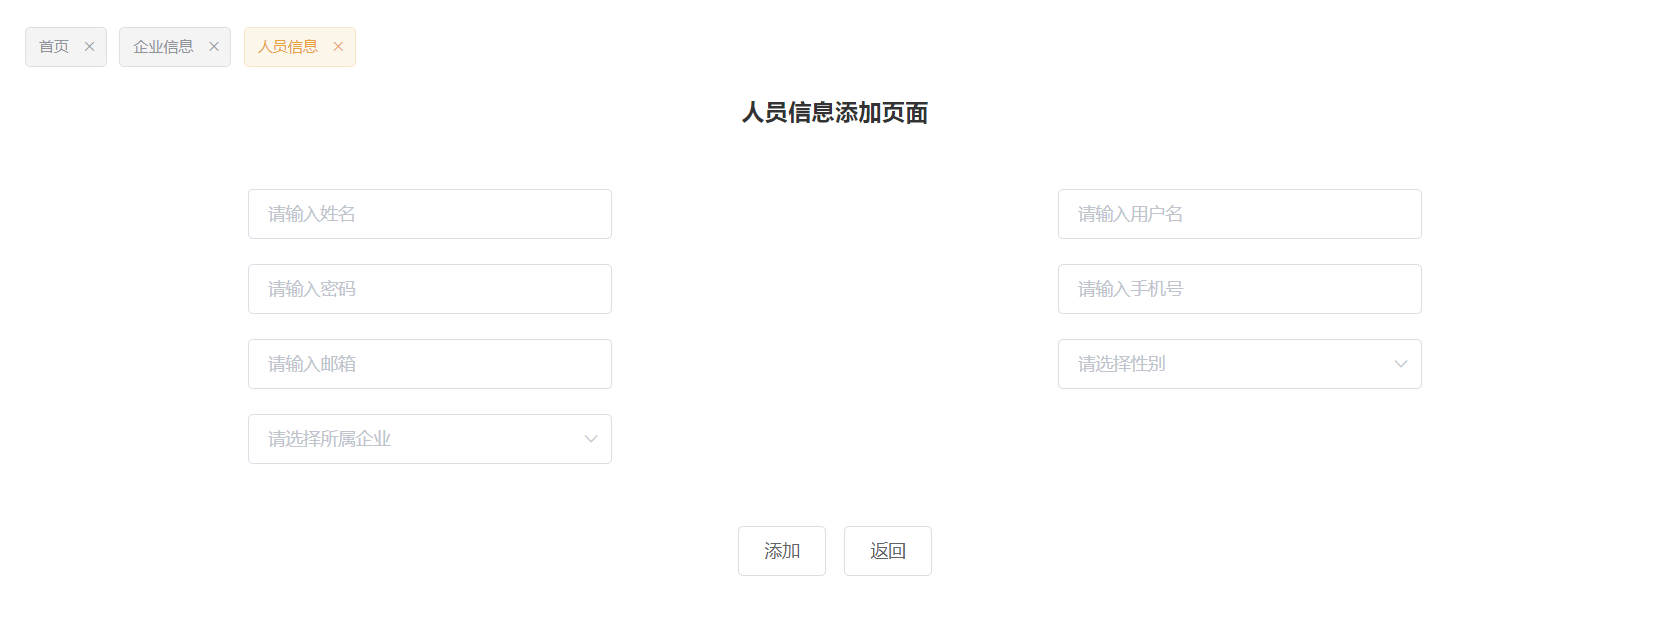 首页 企业信息 人员信息
人员信息添加页面
请输入姓名 请输入用户名
请输入密码 请输入手机号
请输入邮箱 请选择性别
请选择所属企业
添加 返回